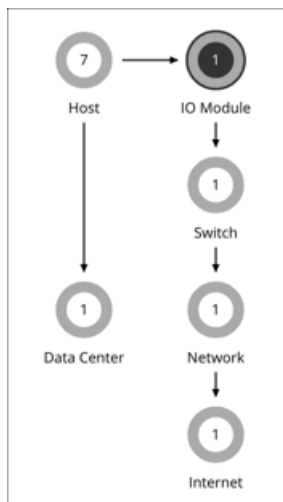 7
1
Host
IO Module
1
Switch
1
1
Data Center
Network
1
Internet